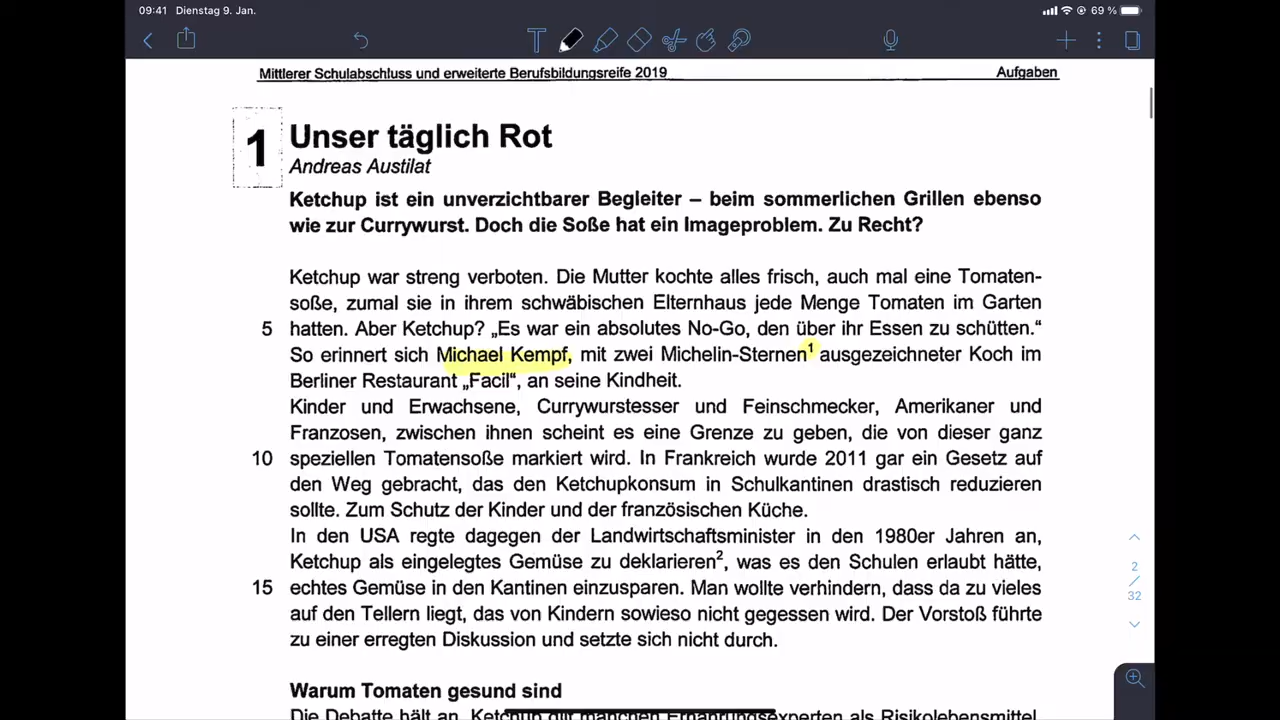 09:41 Dienstag 9. Jan.
69 %
Mittlerer Schulabschluss und erweiterte Berufsbildungsreife 2019 Aufgaben
1 Unser täglich Rot
Andreas Austilat
Ketchup ist ein unverzichtbarer Begleiter – beim sommerlichen Grillen ebenso
wie zur Currywurst. Doch die Soße hat ein Imageproblem. Zu Recht?
Ketchup war streng verboten. Die Mutter kochte alles frisch, auch mal eine Tomaten-
soße, zumal sie in ihrem schwäbischen Elternhaus jede Menge Tomaten im Garten
5 hatten. Aber Ketchup? „Es war ein absolutes No-Go, den über ihr Essen zu schütten.“
So erinnert sich Michael Kempf, mit zwei Michelin-Sternen¹ ausgezeichneter Koch im
Berliner Restaurant „Facil“, an seine Kindheit.
Kinder und Erwachsene, Currywurstesser und Feinschmecker, Amerikaner und
Franzosen, zwischen ihnen scheint es eine Grenze zu geben, die von dieser ganz
10 speziellen Tomatensoße markiert wird. In Frankreich wurde 2011 gar ein Gesetz auf
den Weg gebracht, das den Ketchupkonsum in Schulkantinen drastisch reduzieren
sollte. Zum Schutz der Kinder und der französischen Küche.
In den USA regte dagegen der Landwirtschaftsminister in den 1980er Jahren an,
Ketchup als eingelegtes Gemüse zu deklarieren², was es den Schulen erlaubt hätte,
15 echtes Gemüse in den Kantinen einzusparen. Man wollte verhindern, dass da zu vieles
auf den Tellern liegt, das von Kindern sowieso nicht gegessen wird. Der Vorstoß führte
zu einer erregten Diskussion und setzte sich nicht durch.
2
/
32
Warum Tomaten gesund sind
Die Debatte hält an. Ketchup gilt manchen Ernährungsexperten als Risikolebensmittel,